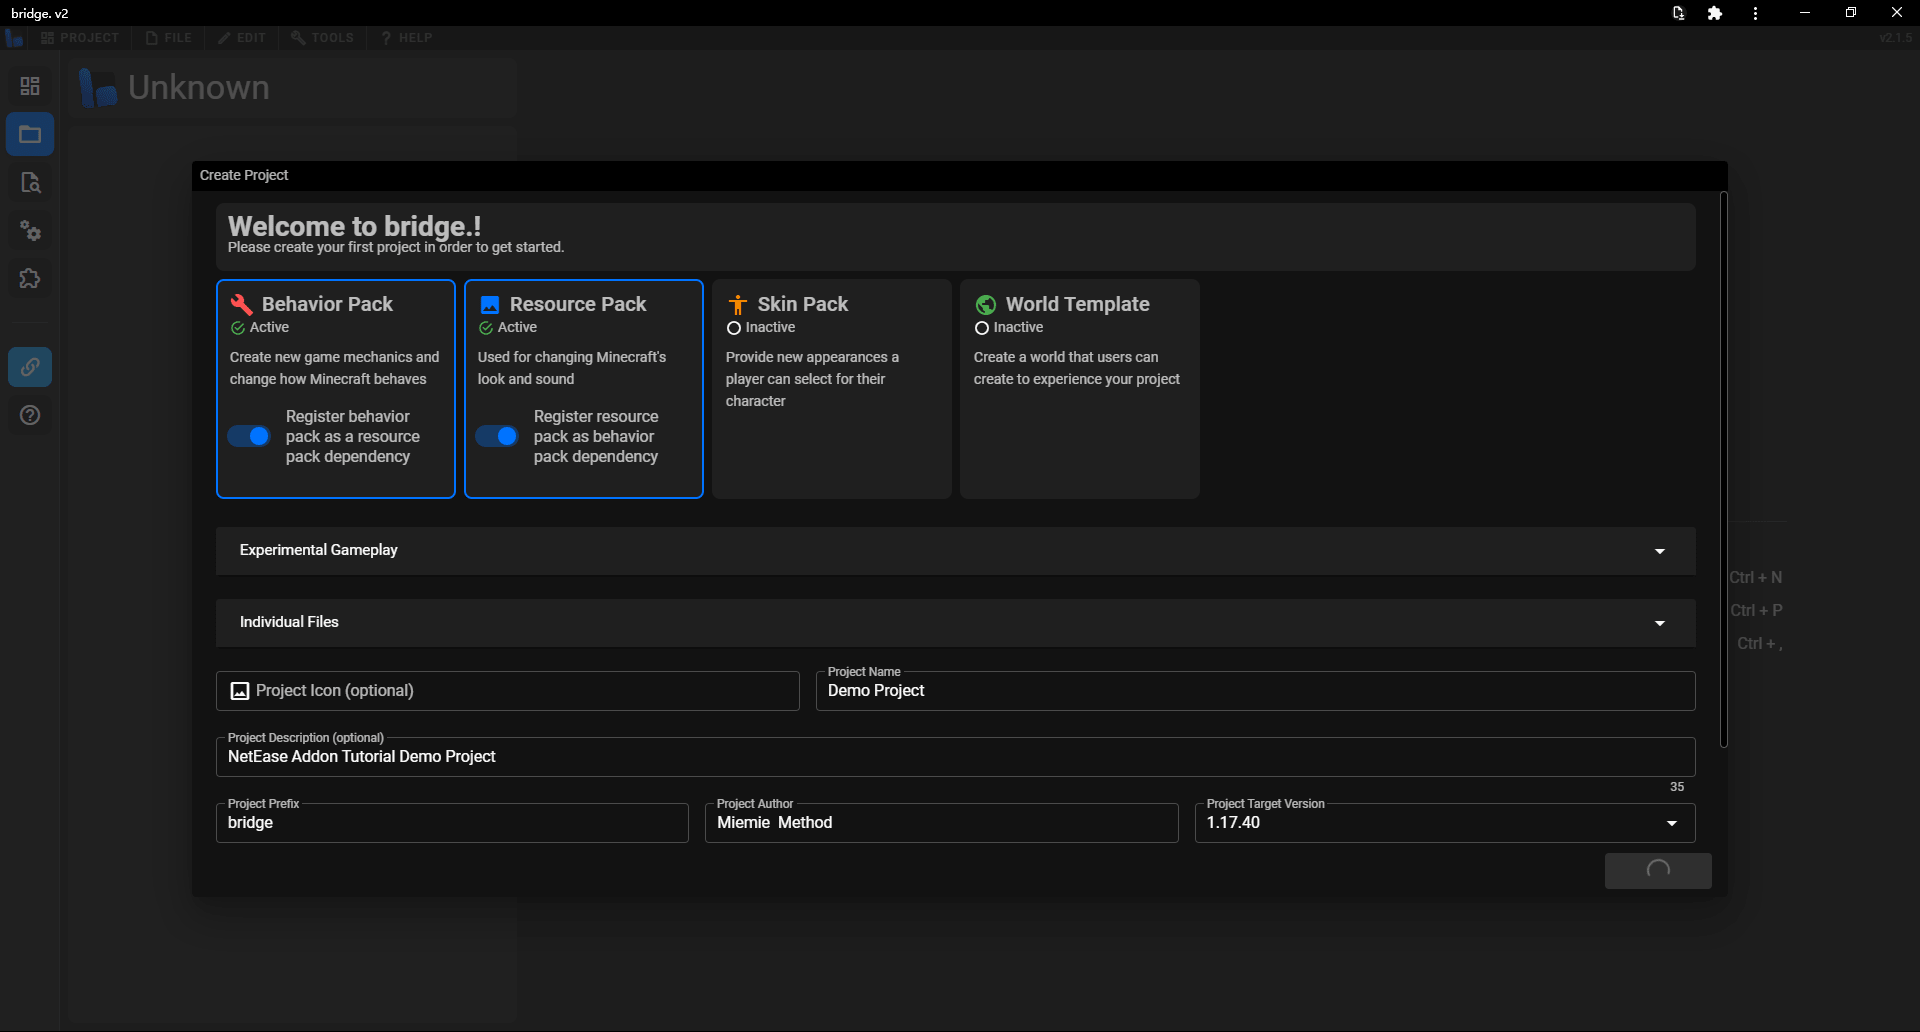 bridge. v2
PROJECT
FILE
EDIT
TOOLS
HELP
v2.1.5
Unknown
Create Project
Welcome to bridge.!
Please create your first project in order to get started.
Behavior Pack
Active
Create new game mechanics and
change how Minecraft behaves
Register behavior
pack as a resource
pack dependency
Resource Pack
Active
Used for changing Minecraft's
look and sound
Register resource
pack as behavior
pack dependency
Skin Pack
Inactive
Provide new appearances a
player can select for their
character
World Template
Inactive
Create a world that users can
create to experience your project
Experimental Gameplay
Individual Files
Ctrl + N
Ctrl + P
Ctrl + ,
Project Icon (optional)
Project Name
Demo Project
Project Description (optional)
NetEase Addon Tutorial Demo Project
35
Project Prefix
bridge
Project Author
Miemie  Method
Project Target Version
1.17.40